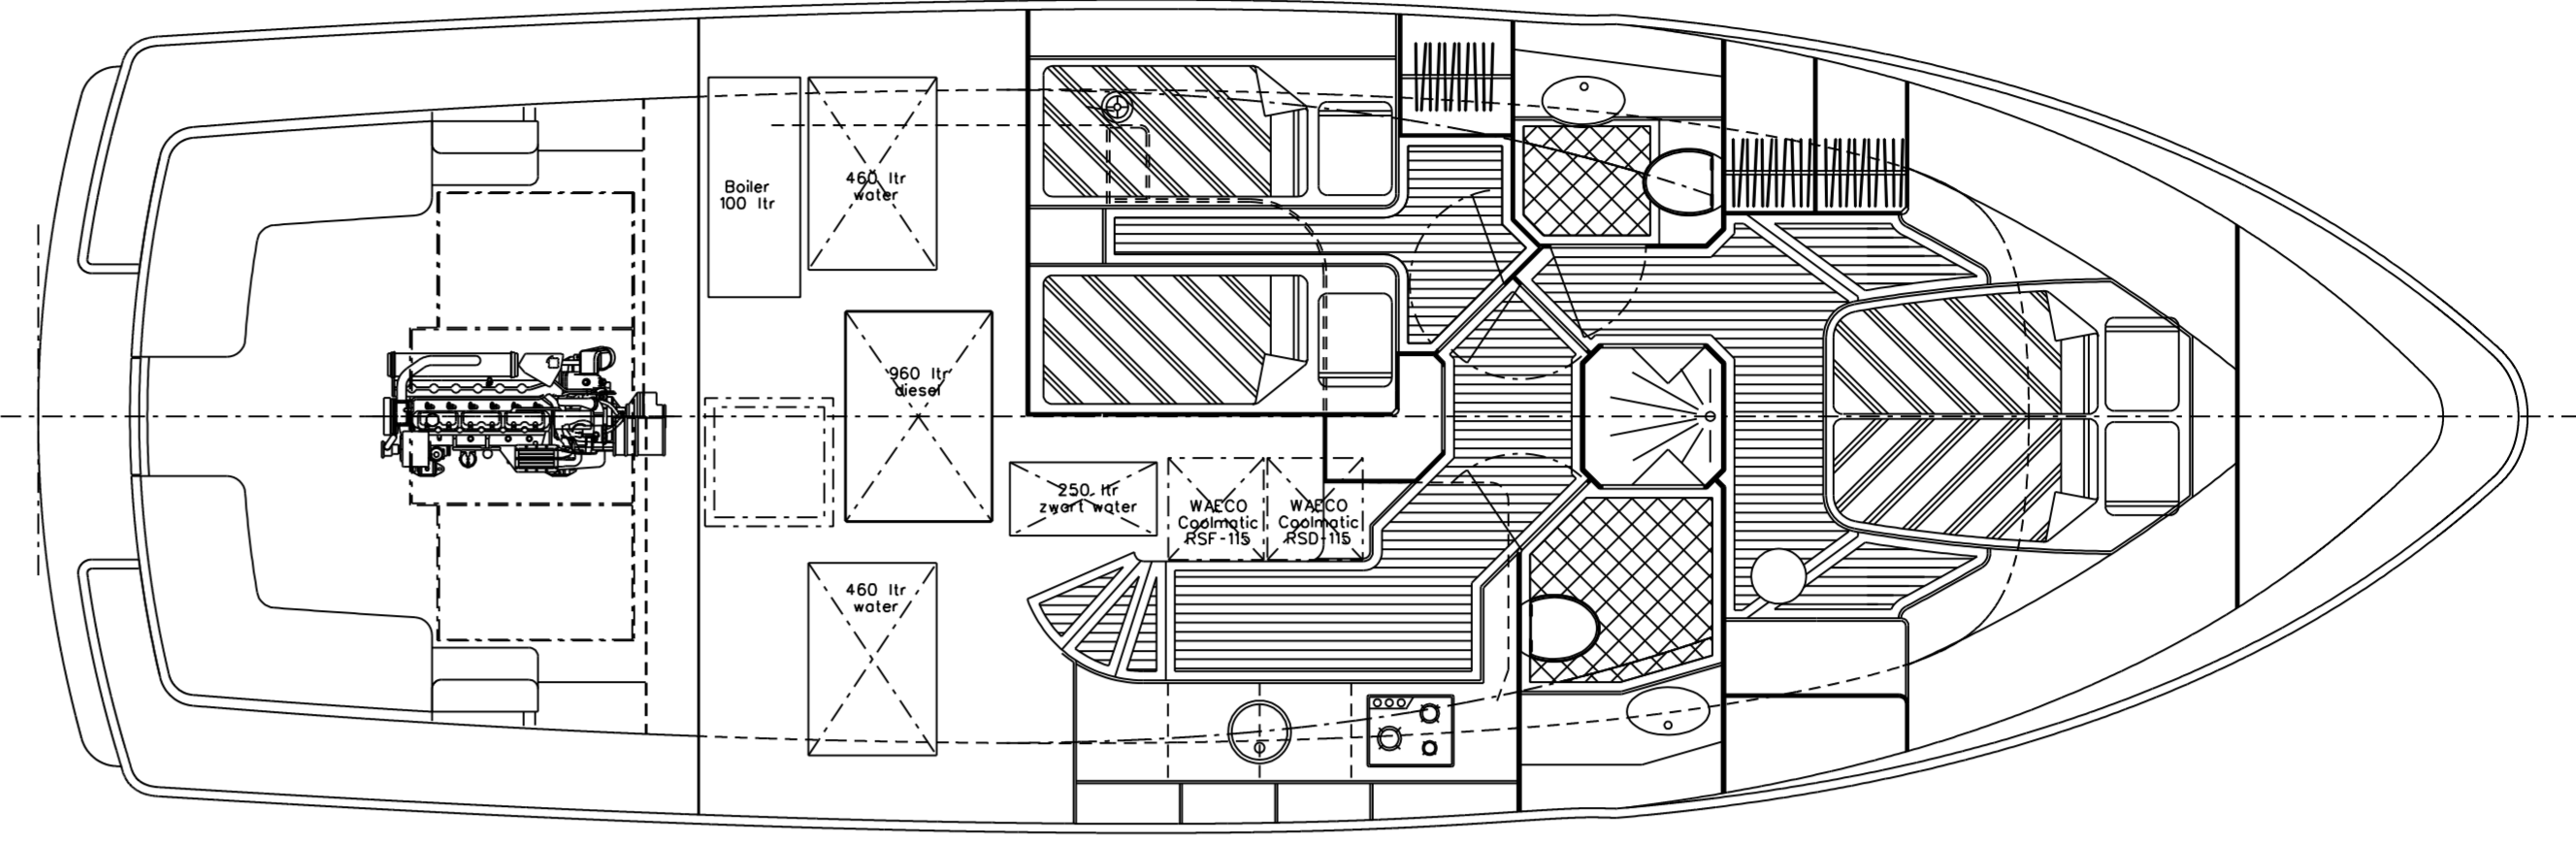 Boiler
100 ltr
460 ltr
water
960 ltr
diesel
250 ltr
zwart water
WAECO
Coolmatic
RSF-115
WAECO
Coolmatic
RSD-115
460 ltr
water